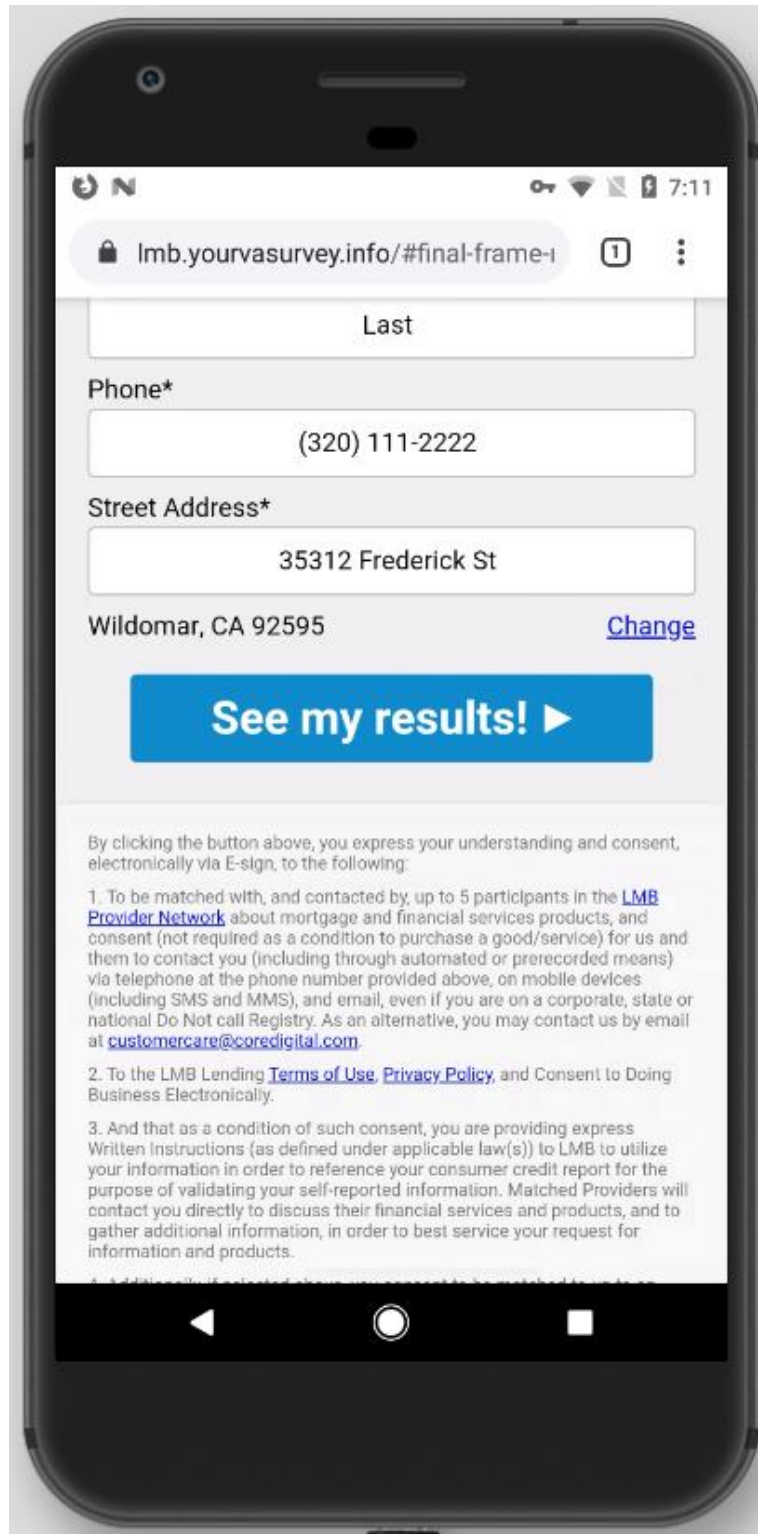 7:11
lmb.yourvasurvey.info/#final-frame-
1
Last
Phone*
(320) 111-2222
Street Address*
35312 Frederick St
Wildomar, CA 92595 Change
See my results!
By clicking the button above, you express your understanding and consent,
electronically via E-sign, to the following:
1. To be matched with, and contacted by, up to 5 participants in the LMB
Provider Network about mortgage and financial services products, and
consent (not required as a condition to purchase a good/service) for us and
them to contact you (including through automated or prerecorded means)
via telephone at the phone number provided above, on mobile devices
(including SMS and MMS), and email, even if you are on a corporate, state or
national Do Not call Registry. As an alternative, you may contact us by email
at customercare@coredigital.com.
2. To the LMB Lending Terms of Use, Privacy Policy, and Consent to Doing
Business Electronically.
3. And that as a condition of such consent, you are providing express
Written Instructions (as defined under applicable law(s)) to LMB to utilize
your information in order to reference your consumer credit report for the
purpose of validating your self-reported information. Matched Providers will
contact you directly to discuss their financial services and products, and to
gather additional information, in order to best service your request for
information and products.